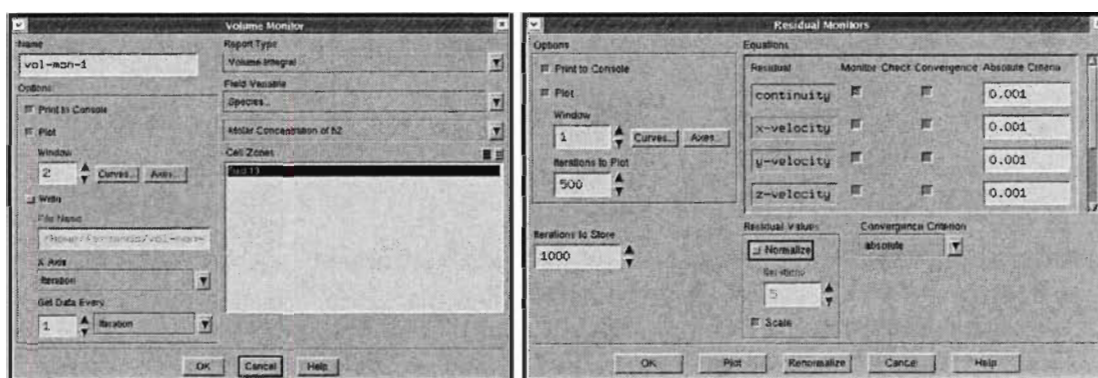 Volume Monitor
Name
vol-mon-1
Options
Print to Console
Plot
Window
2
Curves...
Axes...
Write
File Name
X Axis
Iteration
Get Data Every
1
Iteration
Report Type
Volume Integral
Field Variable
Species...
Molar Concentration of h2
Cell Zones
OK
Cancel
Help
Residual Monitors
Options
Print to Console
Plot
Window
1
Curves...
Axes...
Iterations to Plot
500
Iterations to Store
1000
Equations
Residual Monitor Check Convergence Absolute Criteria
continuity 0.001
x-velocity 0.001
y-velocity 0.001
z-velocity 0.001
Residual Values
Normalize
Iterations
5
Scale
Convergence Criterion
absolute
OK
Plot
Renormalize
Cancel
Help